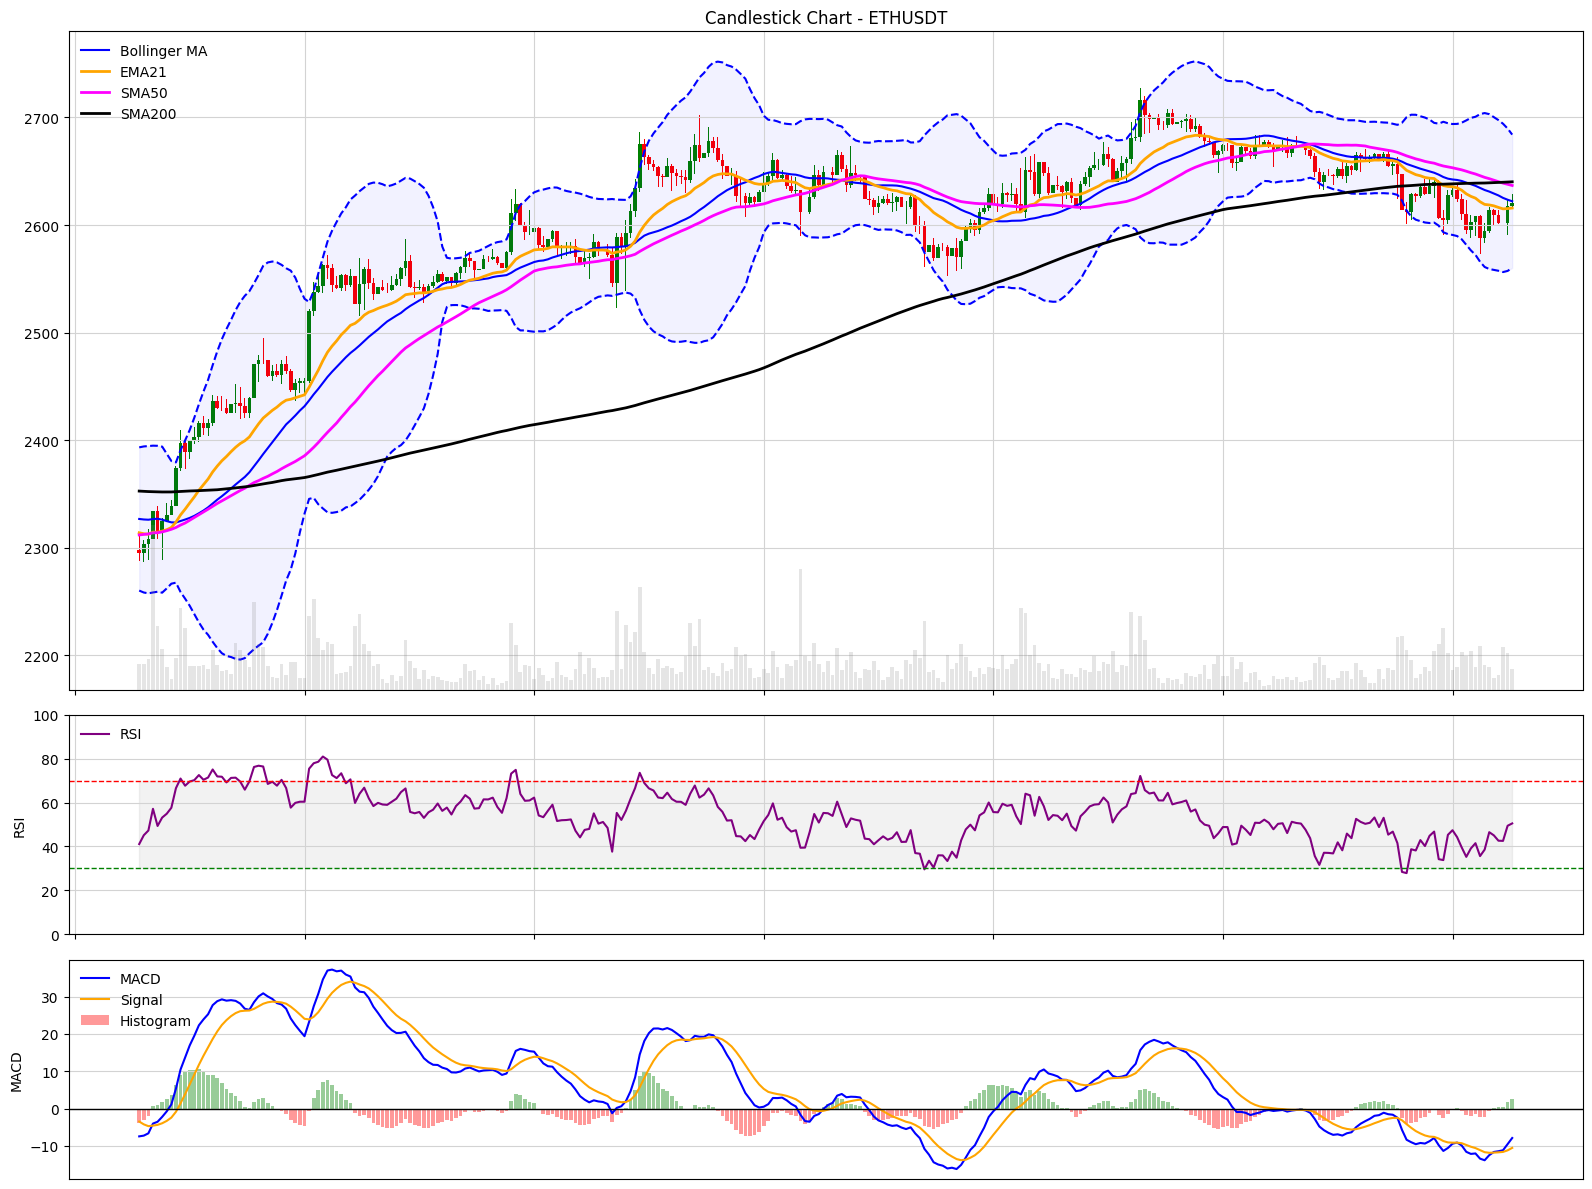 Candlestick Chart - ETHUSDT
Bollinger MA
EMA21
SMA50
SMA200
2700
2600
2500
2400
2300
2200
100
80
60
40
20
0
RSI
RSI
30
20
10
0
−10
MACD
MACD
Signal
Histogram